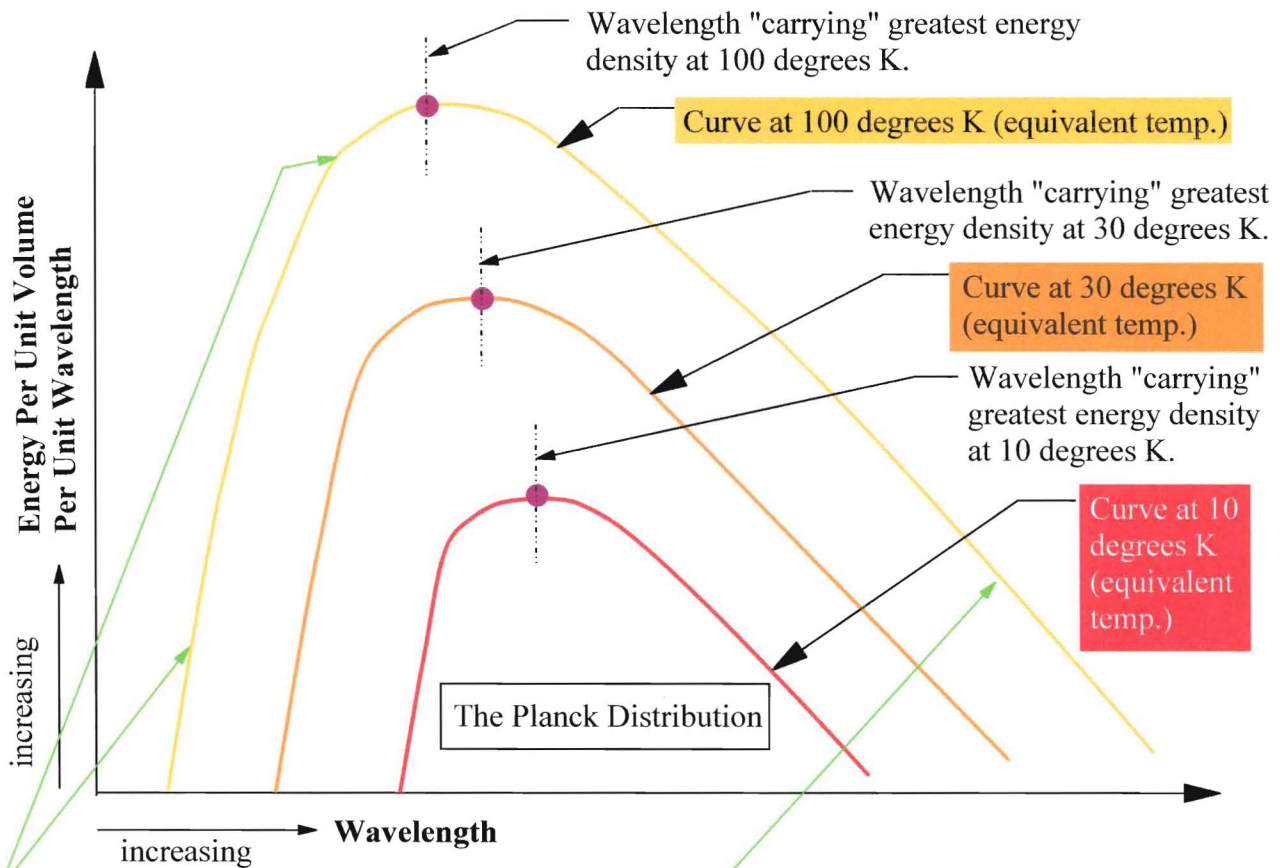 Wavelength "carrying" greatest energy
density at 100 degrees K.
Curve at 100 degrees K (equivalent temp.)
Wavelength "carrying" greatest
energy density at 30 degrees K.
Curve at 30 degrees K
(equivalent temp.)
Wavelength "carrying"
greatest energy density
at 10 degrees K.
Curve at 10
degrees K
(equivalent
temp.)
Energy Per Unit Volume
Per Unit Wavelength
increasing
The Planck Distribution
Wavelength
increasing